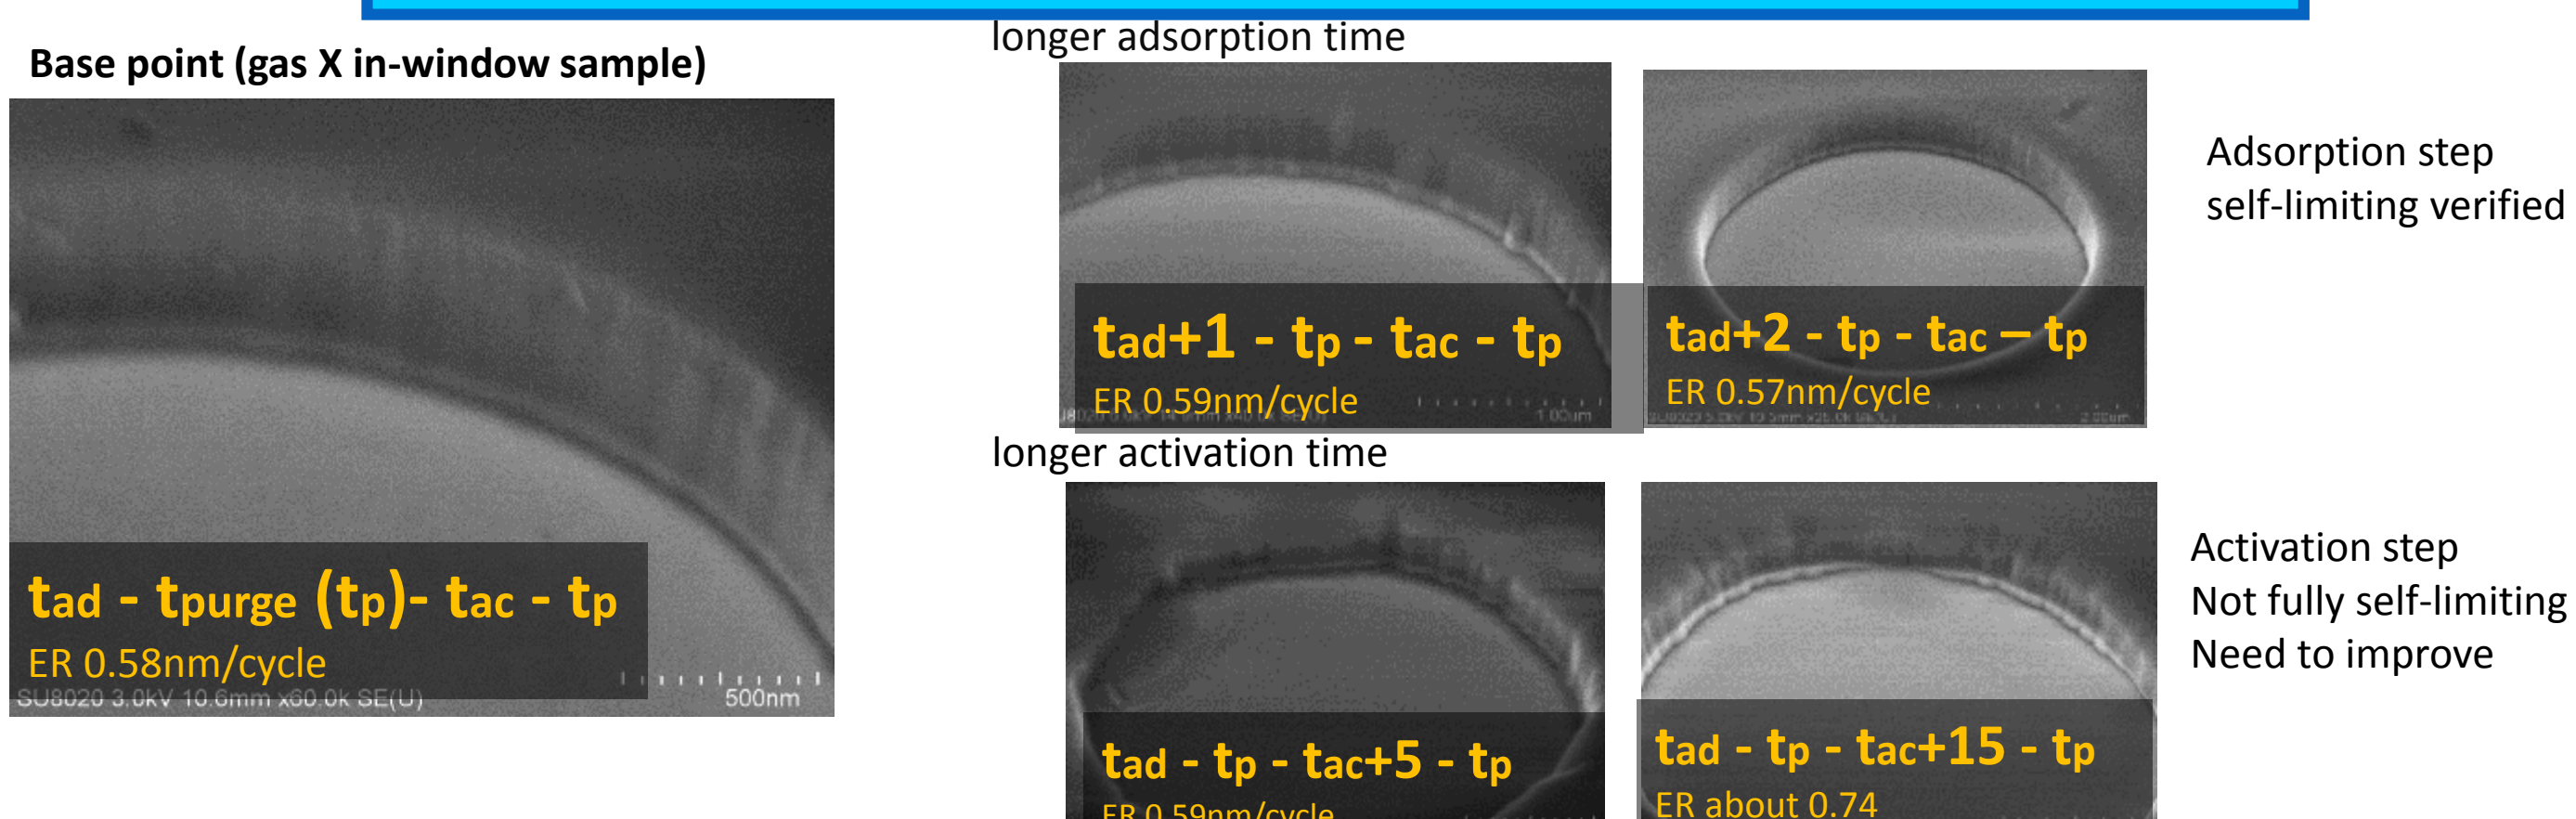 longer adsorption time
Base point (gas X in-window sample)
Adsorption step
self-limiting verified
tad+1 - tp - tac - tp
ER 0.59nm/cycle
1.00um
tad+2 - tp - tac – tp
ER 0.57nm/cycle
2.00um
longer activation time
tad - tpurge (tp)- tac - tp
ER 0.58nm/cycle
SU8020 3.0kV 10.6mm x60.0k SE(U)
500nm
Activation step
Not fully self-limiting
Need to improve
tad - tp - tac+5 - tp
ER 0.59nm/cycle
tad - tp - tac+15 - tp
ER about 0.74